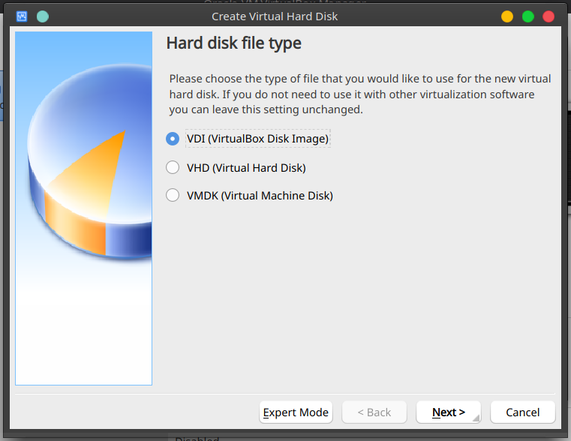 Create Virtual Hard Disk
Hard disk file type
Please choose the type of file that you would like to use for the new virtual
hard disk. If you do not need to use it with other virtualization software
you can leave this setting unchanged.
VDI (VirtualBox Disk Image)
VHD (Virtual Hard Disk)
VMDK (Virtual Machine Disk)
Expert Mode
< Back
Next >
Cancel